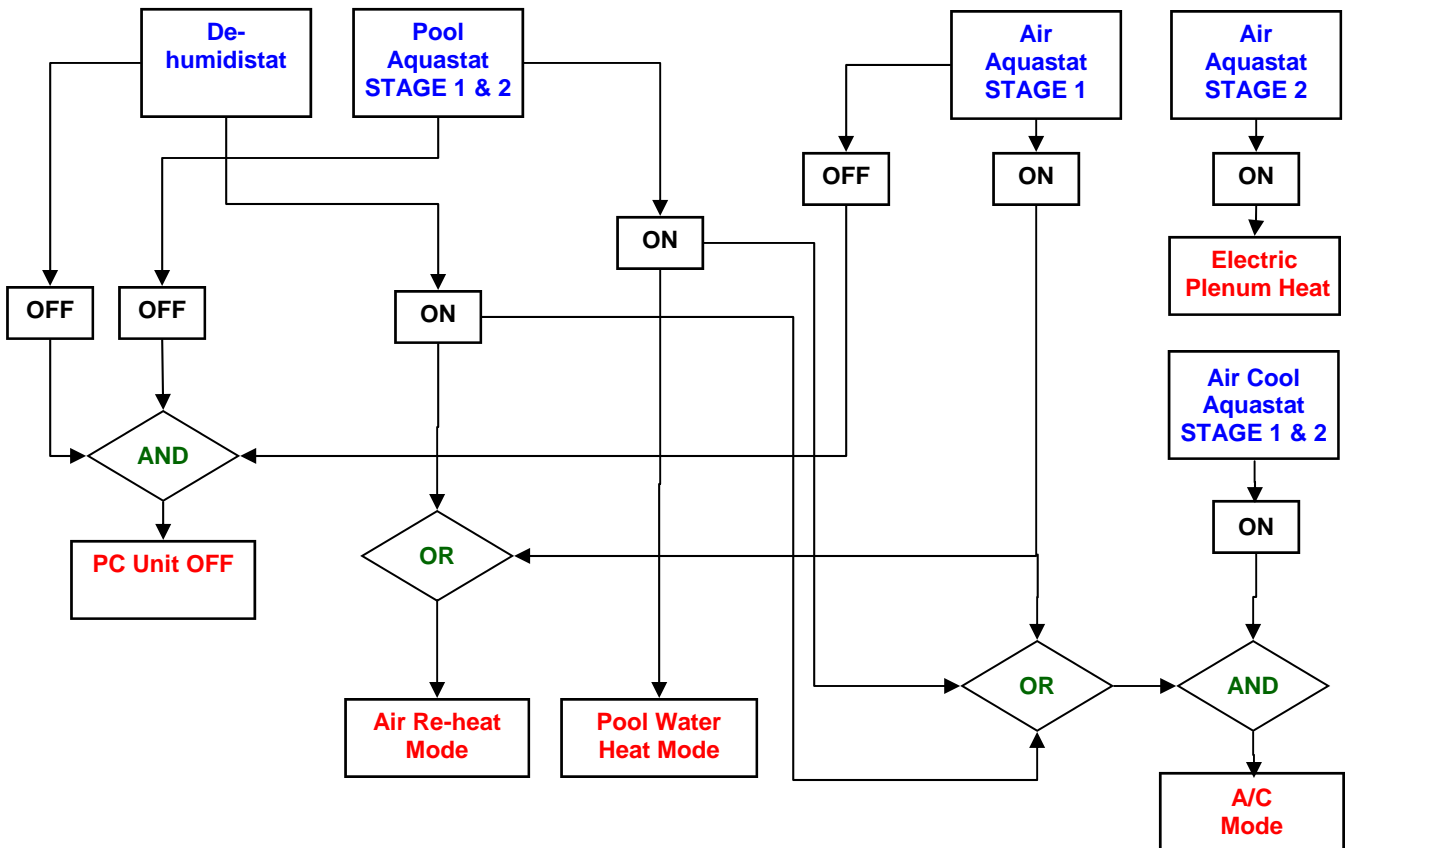 De-
humidistat
Pool
Aquastat
STAGE 1 & 2
Air
Aquastat
STAGE 1
Air
Aquastat
STAGE 2
OFF
ON
ON
ON
Electric
Plenum Heat
OFF
OFF
ON
Air Cool
Aquastat
STAGE 1 & 2
AND
ON
OR
PC Unit OFF
OR
AND
Air Re-heat
Mode
Pool Water
Heat Mode
A/C
Mode